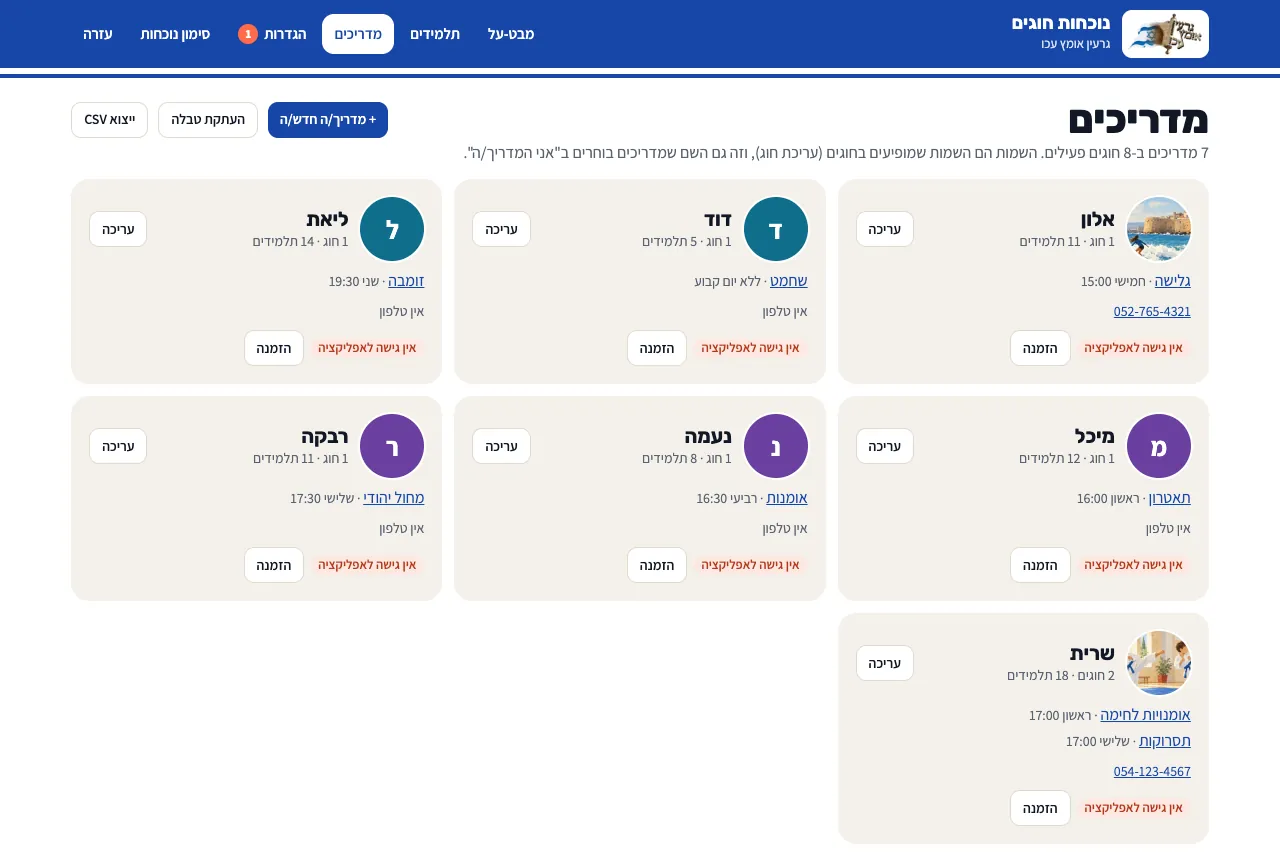 נוכחות חוגים
גרעין אומץ עכו
גרעין אומץ עכו
מבט-על
תלמידים
מדריכים
הגדרות 1
סימון נוכחות
עזרה
מדריכים
+ מדריך/ה חדש/ה
העתקת טבלה
ייצוא CSV
7 מדריכים ב-8 חוגים פעילים. השמות הם השמות שמופיעים בחוגים (עריכת חוג), וזה גם השם שמדריכים בוחרים ב"אני המדריך/ה".
אלון
1 חוג · 11 תלמידים
עריכה
גלישה · חמישי 15:00
052-765-4321
אין גישה לאפליקציה
הזמנה
ד
דוד
1 חוג · 5 תלמידים
עריכה
שחמט · ללא יום קבוע
אין טלפון
אין גישה לאפליקציה
הזמנה
ל
ליאת
1 חוג · 14 תלמידים
עריכה
זומבה · שני 19:30
אין טלפון
אין גישה לאפליקציה
הזמנה
מ
מיכל
1 חוג · 12 תלמידים
עריכה
תאטרון · ראשון 16:00
אין טלפון
אין גישה לאפליקציה
הזמנה
נ
נעמה
1 חוג · 8 תלמידים
עריכה
אומנות · רביעי 16:30
אין טלפון
אין גישה לאפליקציה
הזמנה
ר
רבקה
1 חוג · 11 תלמידים
עריכה
מחול יהודי · שלישי 17:30
אין טלפון
אין גישה לאפליקציה
הזמנה
שרית
2 חוגים · 18 תלמידים
עריכה
אומנויות לחימה · ראשון 17:00
תסרוקות · שלישי 17:00
054-123-4567
אין גישה לאפליקציה
הזמנה